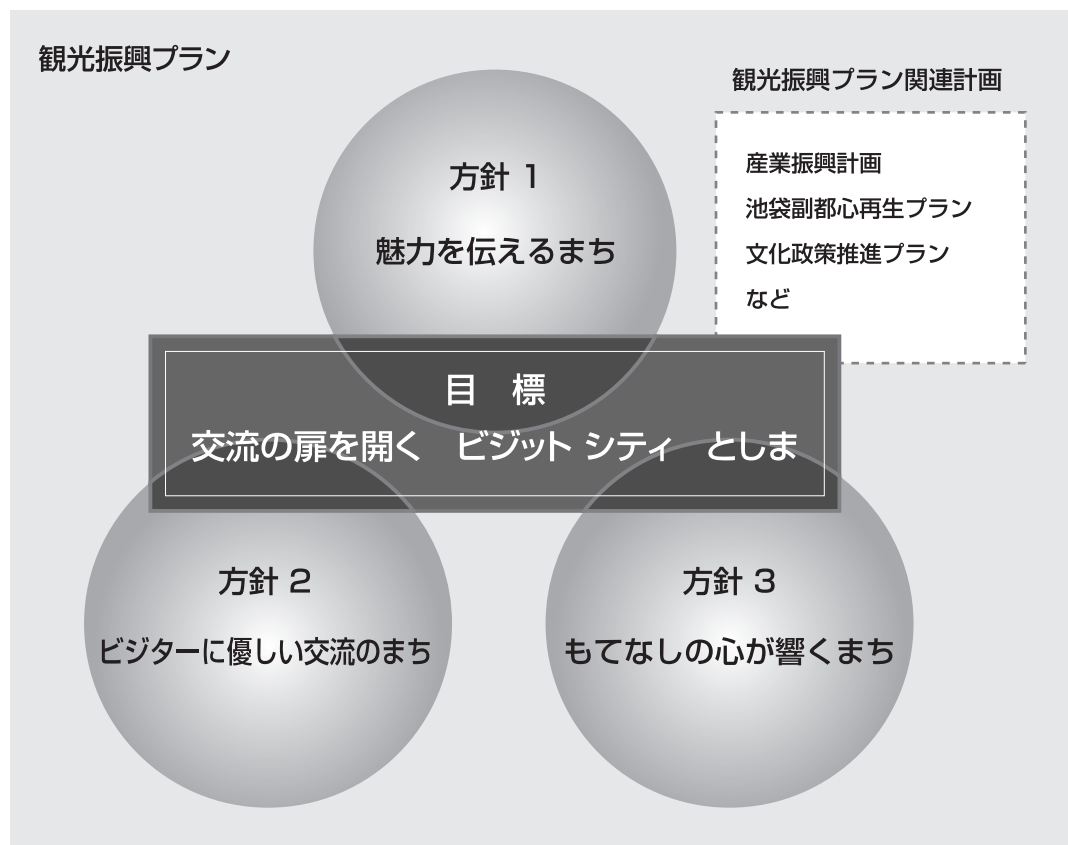 観光振興プラン
観光振興プラン関連計画
産業振興計画
池袋副都心再生プラン
文化政策推進プラン
など
方針 1
魅力を伝えるまち
目　標
交流の扉を開く　ビジット シティ　としま
方針 2
ビジターに優しい交流のまち
方針 3
もてなしの心が響くまち